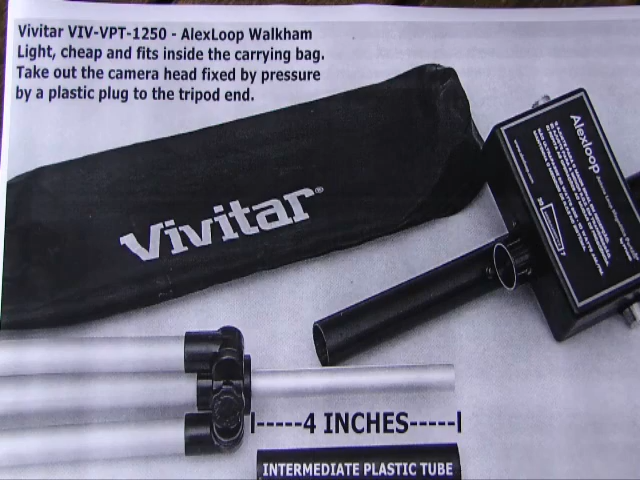 Vivitar VIV-VPT-1250 - AlexLoop Walkham
Light, cheap and fits inside the carrying bag.
Take out the camera head fixed by pressure
by a plastic plug to the tripod end.
Vivitar®
Alexloop
|-----4 INCHES-----|
INTERMEDIATE PLASTIC TUBE